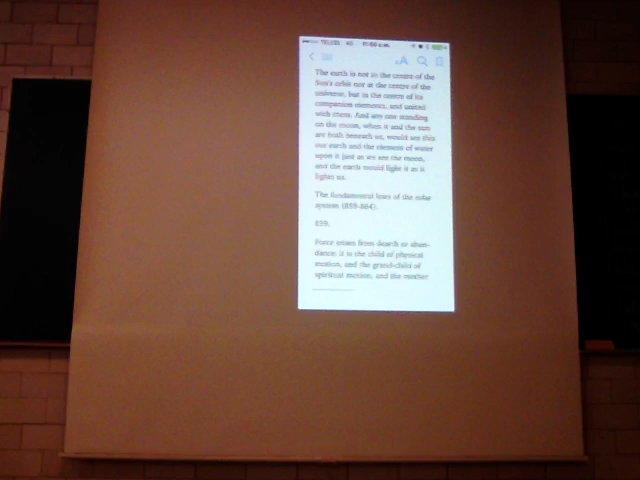 TELCEL 4G 11:50 a.m.
AA
The earth is not in the centre of the
Sun's orbit nor at the centre of the
universe, but in the centre of its
companion elements, and united
with them. And any one standing
on the moon, when it and the sun
are both beneath us, would see this
our earth and the element of water
upon it just as we see the moon,
and the earth would light it as it
lights us.
The fundamental laws of the solar
system (859-864).
859.
Force arises from dearth or abun-
dance; it is the child of physical
motion, and the grand-child of
spiritual motion, and the mother